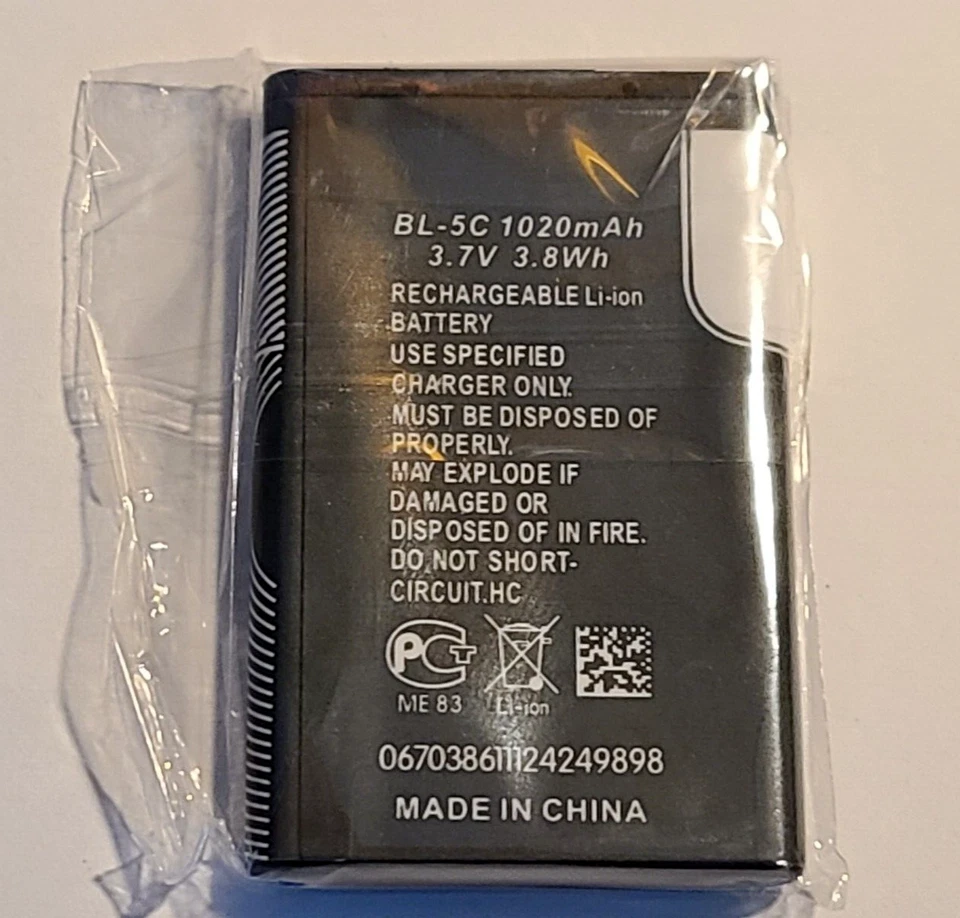 BL-5C 1020mAh
3.7V 3.8Wh
RECHARGEABLE Li-ion
BATTERY
USE SPECIFIED
CHARGER ONLY.
MUST BE DISPOSED OF
PROPERLY.
MAY EXPLODE IF
DAMAGED OR
DISPOSED OF IN FIRE.
DO NOT SHORT-
CIRCUIT.HC
PCT
ME 83 Li-ion
067038611124249898
MADE IN CHINA